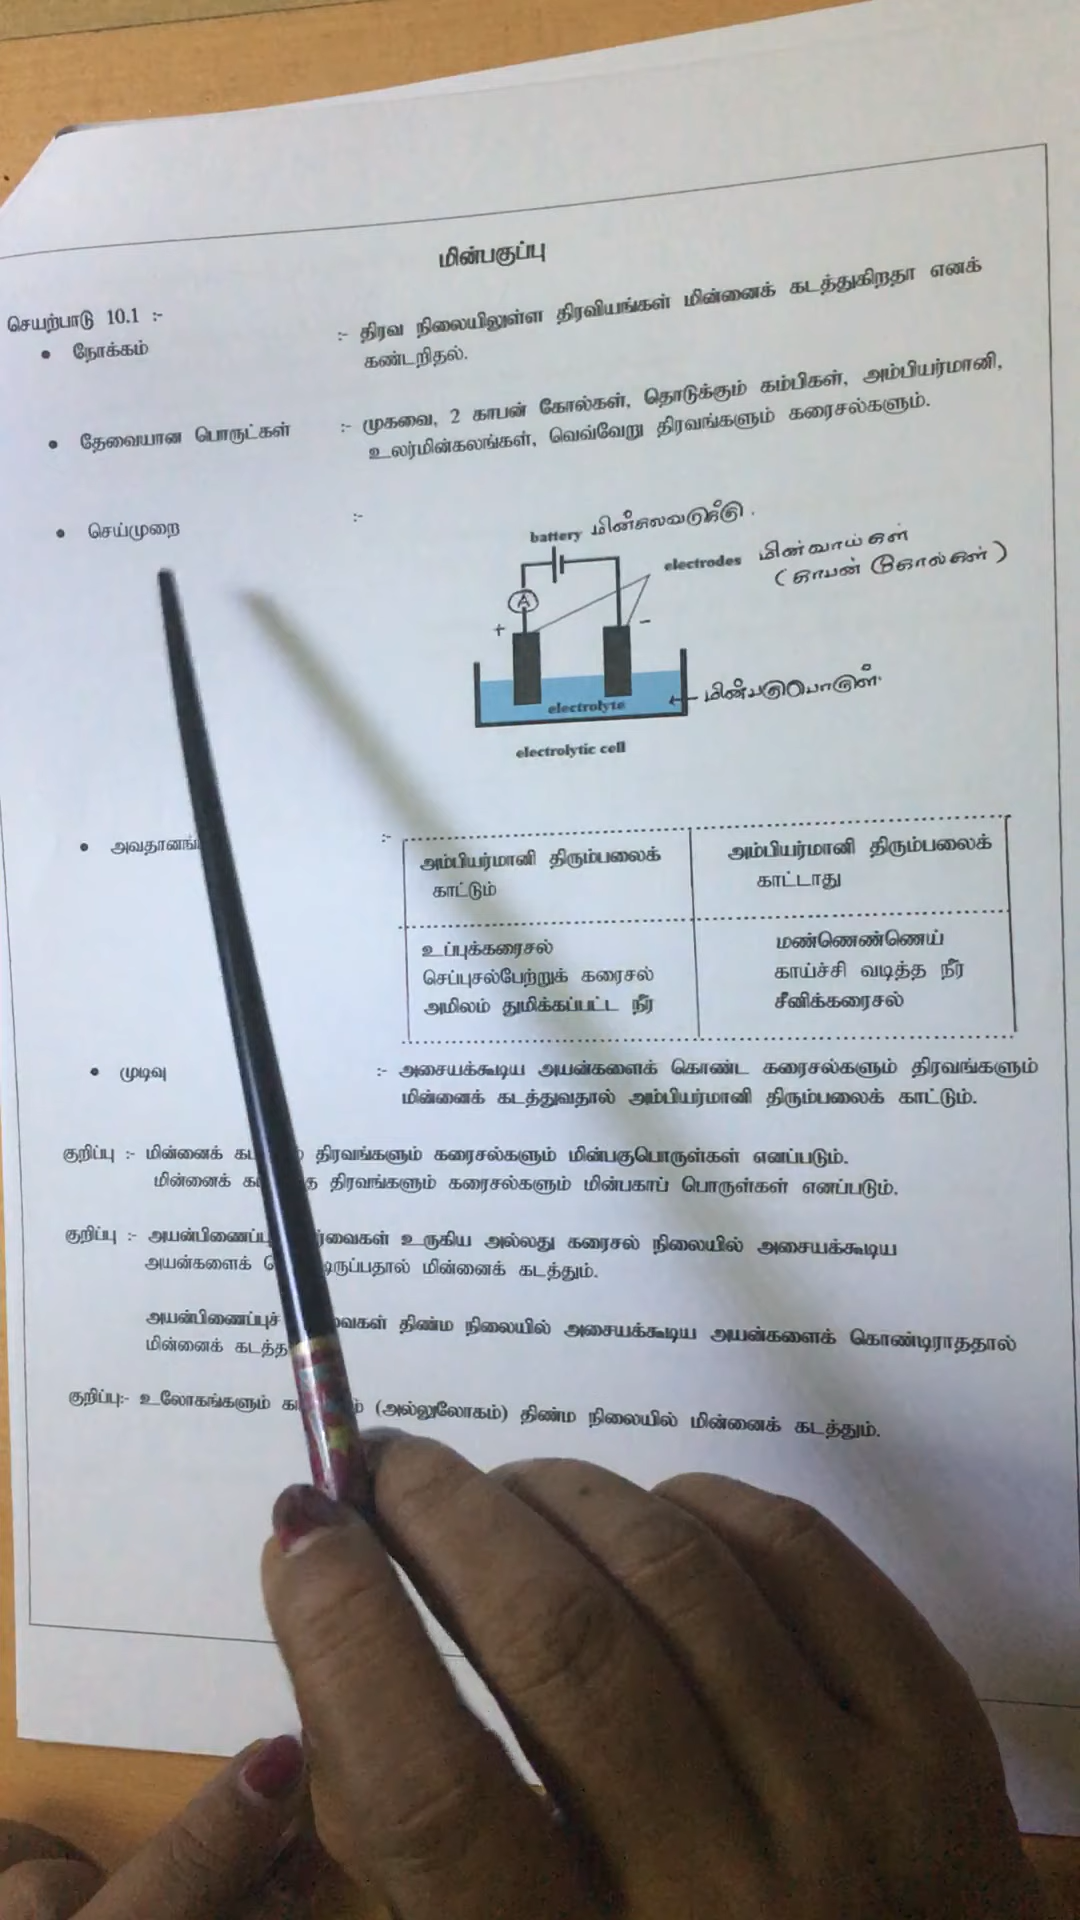 மின்பகுப்பு
செயற்பாடு 10.1 :-
• நோக்கம் :- திரவ நிலையிலுள்ள திரவியங்கள் மின்னைக் கடத்துகிறதா எனக்
கண்டறிதல்.
• தேவையான பொருட்கள் :- முகவை, 2 காபன் கோல்கள், தொடுக்கும் கம்பிகள், அம்பியர்மானி,
உலர்மின்கலங்கள், வெவ்வேறு திரவங்களும் கரைசல்களும்.
• செய்முறை :-
battery மின்கலவடுக்கு.
electrodes மின்வாய்கள்
(காபன் கோல்கள்)
A
+ -
electrolyte ← மின்பகுபொருள்.
electrolytic cell
• :-
அம்பியர்மானி திரும்பலைக்
காட்டும்
அம்பியர்மானி திரும்பலைக்
காட்டாது
உப்புக்கரைசல்
செப்புசல்பேற்றுக் கரைசல்
அமிலம் துமிக்கப்பட்ட நீர்
மண்ணெண்ணெய்
காய்ச்சி வடித்த நீர்
சீனிக்கரைசல்
• முடிவு :- அசையக்கூடிய அயன்களைக் கொண்ட கரைசல்களும் திரவங்களும்
மின்னைக் கடத்துவதால் அம்பியர்மானி திரும்பலைக் காட்டும்.
குறிப்பு :- மின்னைக் திரவங்களும் கரைசல்களும் மின்பகுபொருள்கள் எனப்படும்.
மின்னைக் திரவங்களும் கரைசல்களும் மின்பகாப் பொருள்கள் எனப்படும்.
குறிப்பு :- உருகிய அல்லது கரைசல் நிலையில் அசையக்கூடிய
அயன்களைக் மின்னைக் கடத்தும்.
அயன்பிணைப்புச் திண்ம நிலையில் அசையக்கூடிய அயன்களைக் கொண்டிராததால்
மின்னைக்
குறிப்பு:- உலோகங்களும் (அல்லுலோகம்) திண்ம நிலையில் மின்னைக் கடத்தும்.